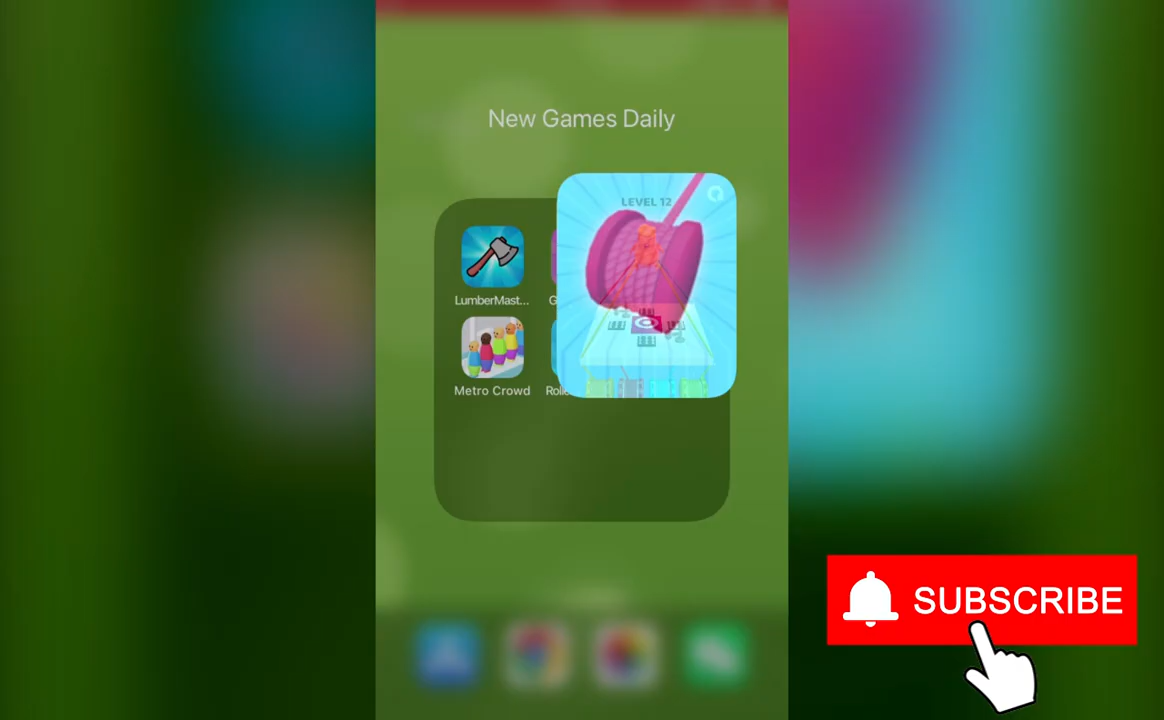 New Games Daily
LEVEL 12
LumberMast...
Metro Crowd
SUBSCRIBE